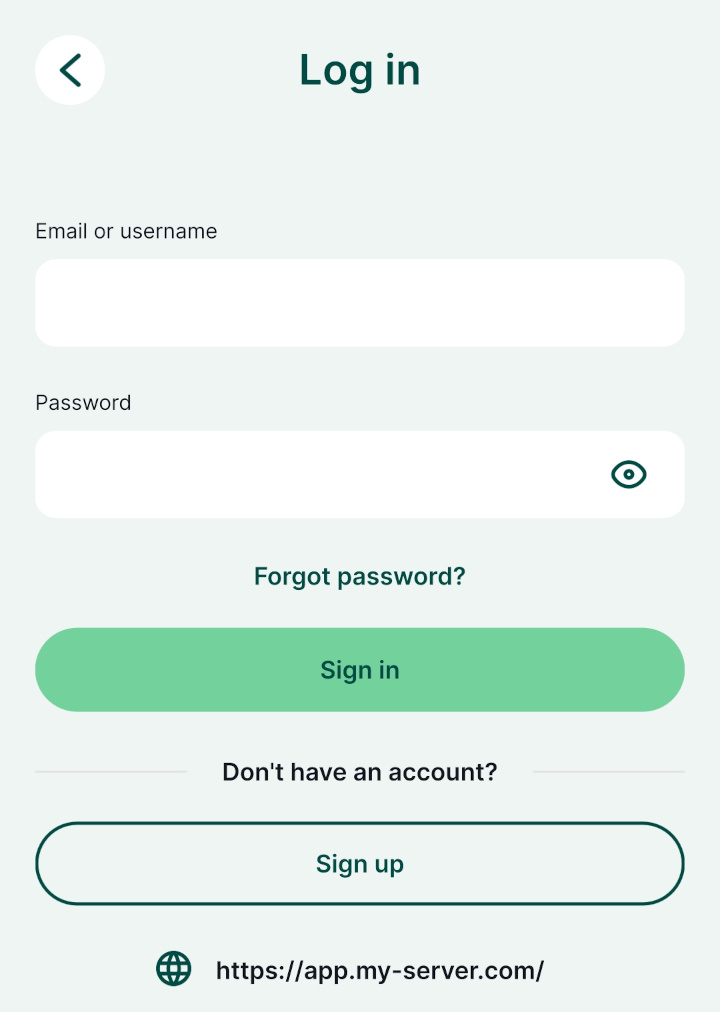 Log in
Email or username
Password
Forgot password?
Sign in
Don't have an account?
Sign up
https://app.my-server.com/